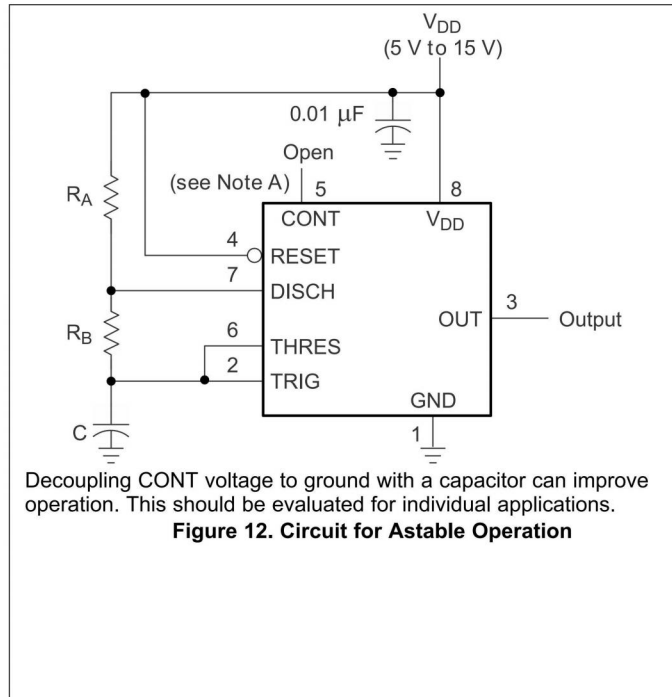 V_DD
(5 V to 15 V)
0.01 μF
Open
(see Note A)
5
8
R_A
CONT
V_DD
4
RESET
7
DISCH
3
OUT
Output
R_B
6
THRES
2
TRIG
GND
C
1
Decoupling CONT voltage to ground with a capacitor can improve
operation. This should be evaluated for individual applications.
Figure 12. Circuit for Astable Operation